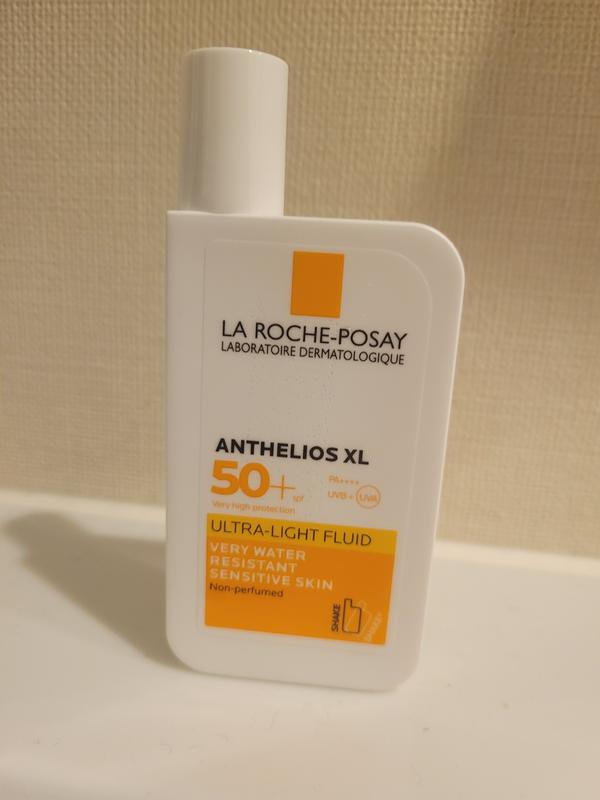 LA ROCHE-POSAY
LABORATOIRE DERMATOLOGIQUE
ANTHELIOS XL
50+ spf
PA++++
UVB + UVA
Very high protection
ULTRA-LIGHT FLUID
VERY WATER
RESISTANT
SENSITIVE SKIN
Non-perfumed
SHAKE
SHAKE